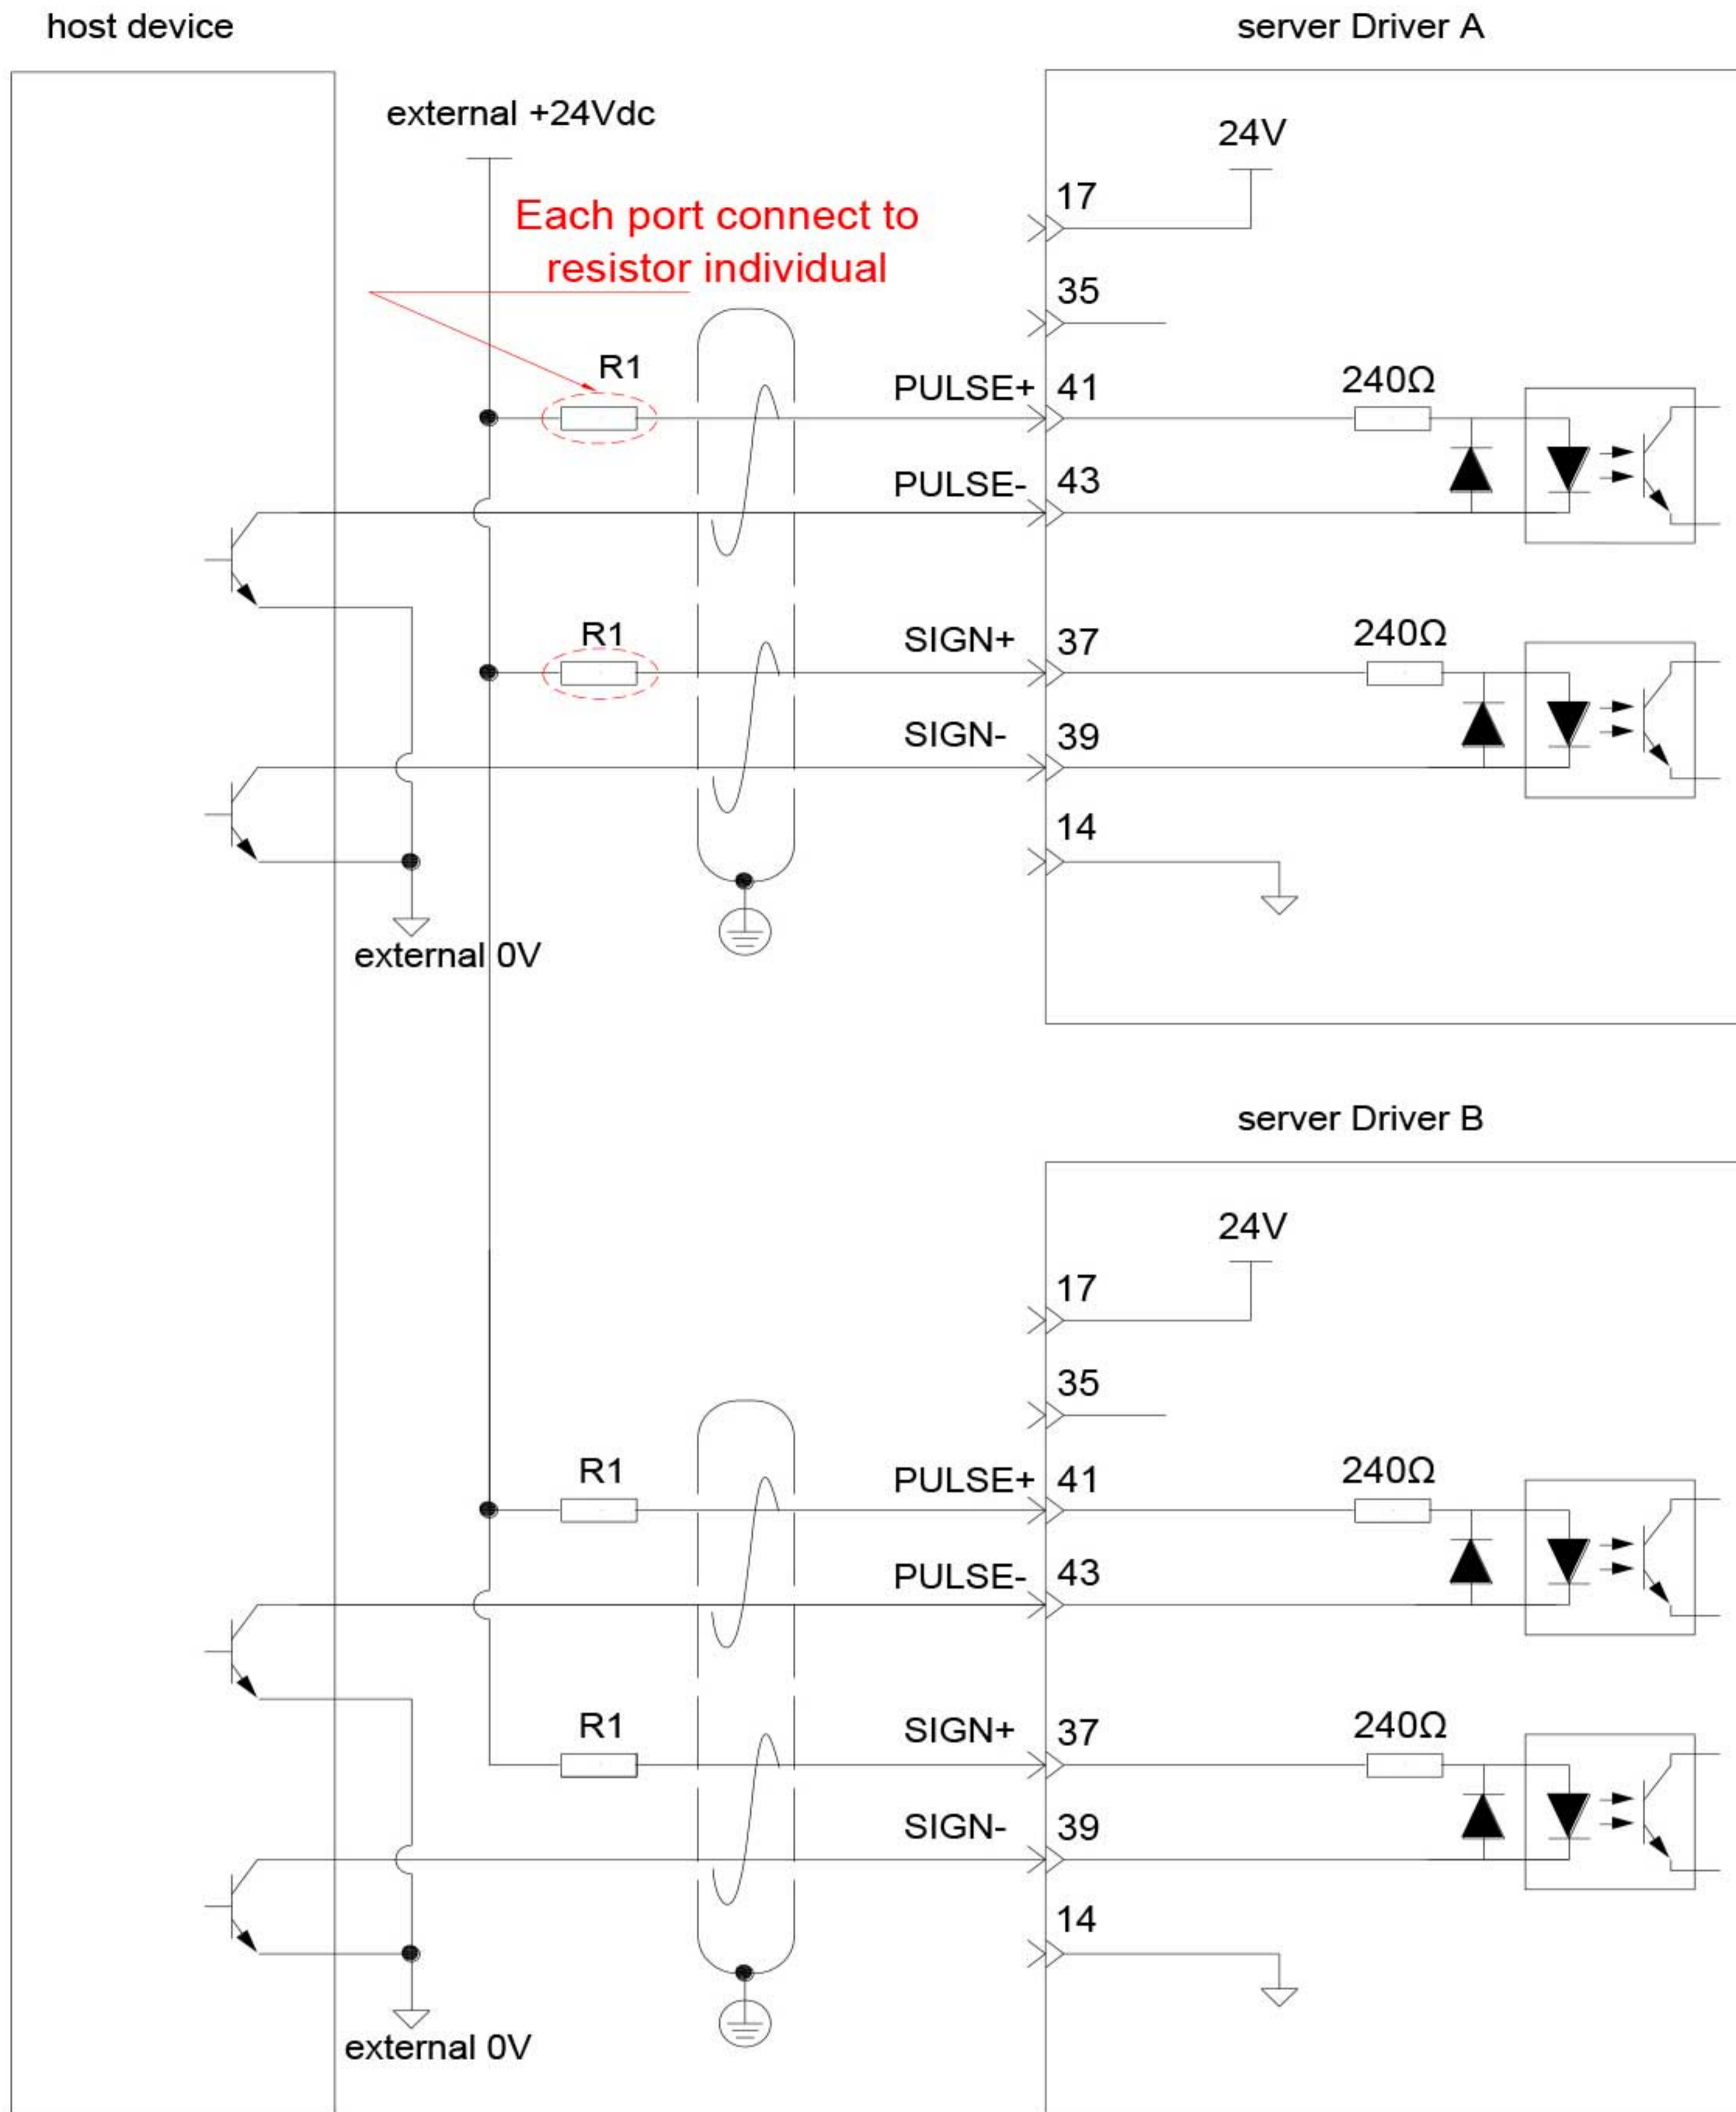 host device
server Driver A
external +24Vdc
24V
17
Each port connect to
resistor individual
35
R1
PULSE+
41
240Ω
PULSE-
43
R1
SIGN+
37
240Ω
SIGN-
39
14
external 0V
server Driver B
24V
17
35
R1
PULSE+
41
240Ω
PULSE-
43
R1
SIGN+
37
240Ω
SIGN-
39
14
external 0V